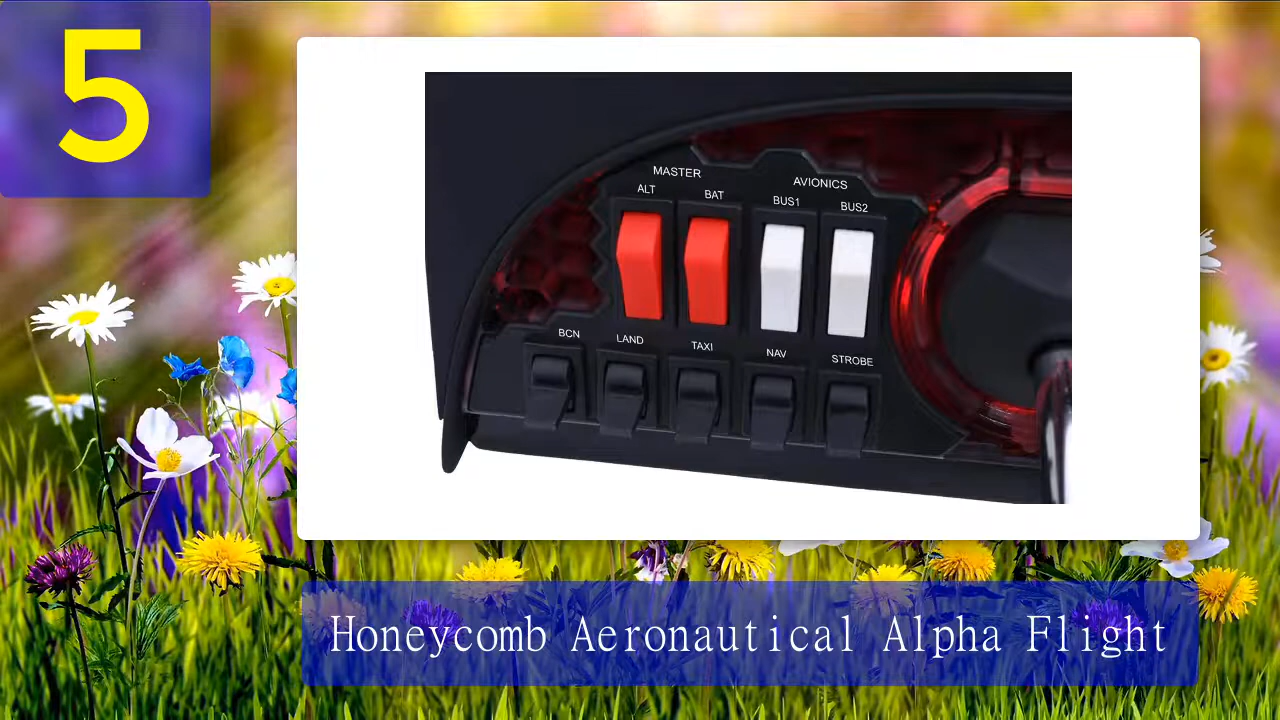 5
MASTER
AVIONICS
ALT
BAT
BUS1
BUS2
BCN
LAND
TAXI
NAV
STROBE
Honeycomb Aeronautical Alpha Flight